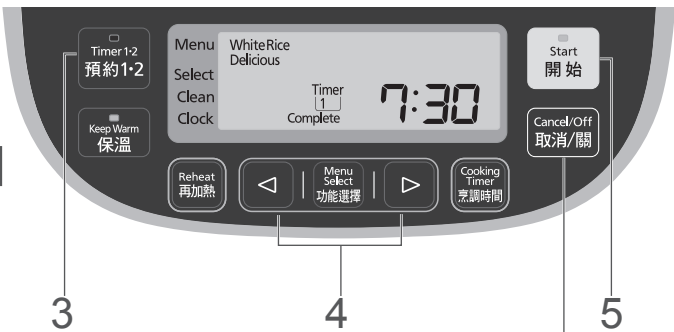 Timer 1•2
預約1•2
Menu
Select
Clean
Clock
WhiteRice
Delicious
Timer
1
Complete
7:30
Start
開始
Keep Warm
保溫
Cancel/Off
取消/關
Reheat
再加熱
Menu
Select
功能選擇
Cooking
Timer
烹調時間
3
4
5